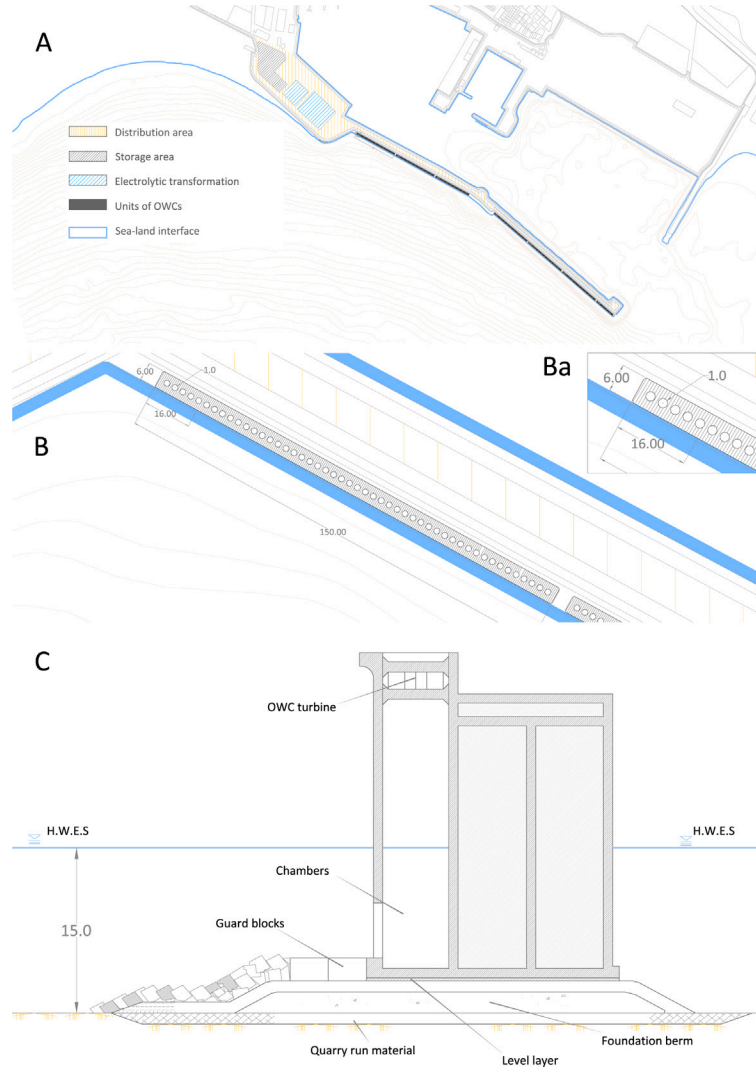 A
Distribution area
Storage area
Electrolytic transformation
Units of OWCs
Sea-land interface
Ba
6.00
1.0
16.00
6.00
1.0
16.00
B
150.00
C
OWC turbine
H.W.E.S
H.W.E.S
Chambers
Guard blocks
15.0
Foundation berm
Quarry run material
Level layer